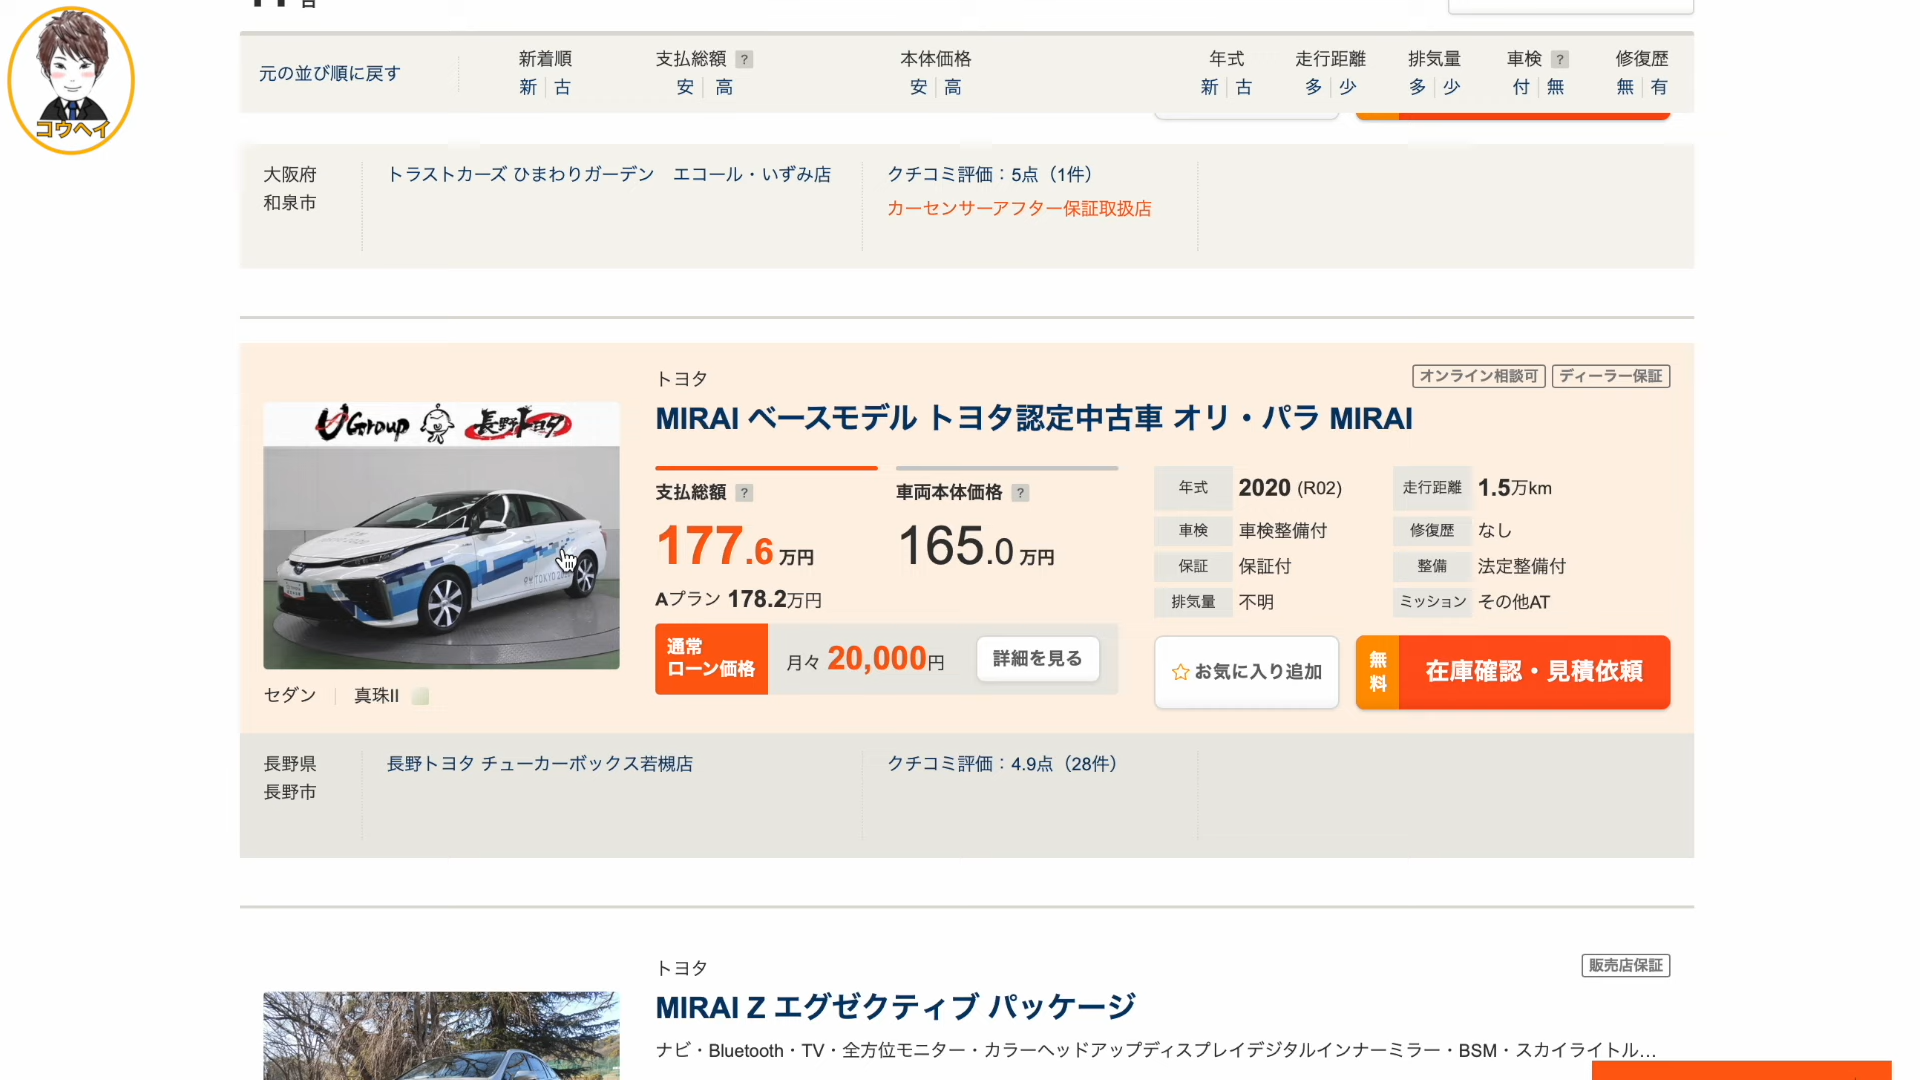 コウヘイ
元の並び順に戻す
新着順
新 古
支払総額 ?
安 高
本体価格
安 高
年式
新 古
走行距離
多 少
排気量
多 少
車検 ?
付 無
修復歴
無 有
大阪府
和泉市
トラストカーズ ひまわりガーデン　エコール・いずみ店
クチコミ評価：5点（1件）
カーセンサーアフター保証取扱店
トヨタ
オンライン相談可 ディーラー保証
MIRAI ベースモデル トヨタ認定中古車 オリ・パラ MIRAI
U Group 長野トヨタ
セダン 真珠II
支払総額 ?
177.6 万円
Aプラン 178.2万円
車両本体価格 ?
165.0 万円
通常
ローン価格
月々 20,000円
詳細を見る
年式 2020 (R02)
走行距離 1.5万km
車検 車検整備付
修復歴 なし
保証 保証付
整備 法定整備付
排気量 不明
ミッション その他AT
お気に入り追加
無料 在庫確認・見積依頼
長野県
長野市
長野トヨタ チューカーボックス若槻店
クチコミ評価：4.9点（28件）
トヨタ
販売店保証
MIRAI Z エグゼクティブ パッケージ
ナビ・Bluetooth・TV・全方位モニター・カラーヘッドアップディスプレイデジタルインナーミラー・BSM・スカイライトル…